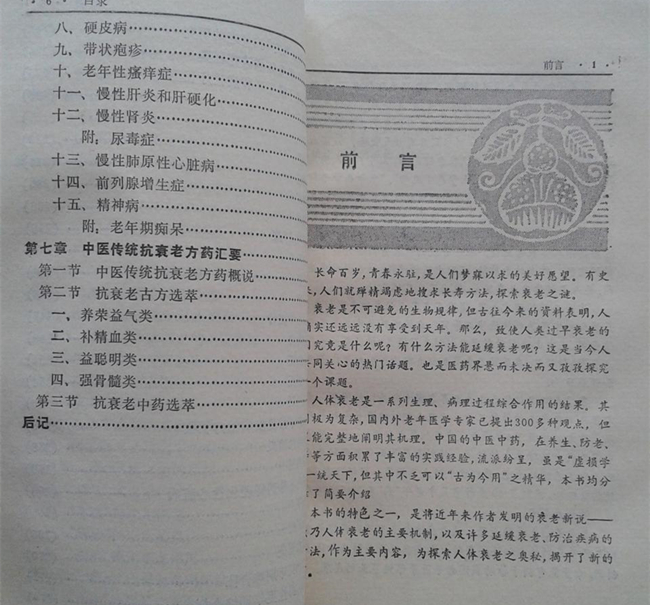 · 6 · 目录
八、硬皮病
九、带状疱疹
十、老年性瘙痒症
十一、慢性肝炎和肝硬化
十二、慢性肾炎
附：尿毒症
十三、慢性肺原性心脏病
十四、前列腺增生症
十五、精神病
附：老年期痴呆
第七章 中医传统抗衰老方药汇要
第一节 中医传统抗衰老方药概说
第二节 抗衰老古方选萃
一、养荣益气类
二、补精血类
三、益聪明类
四、强骨髓类
第三节 抗衰老中药选萃
后记
前言 · 1 ·
前 言
长命百岁，青春永驻，是人们梦寐以求的美好愿望。有史
，人们就殚精竭虑地搜求长寿方法，探索衰老之谜。
衰老是不可避免的生物规律，但古往今来的资料表明，人
实还远远没有享受到天年。那么，致使人类过早衰老的
究竟是什么呢？有什么方法能延缓衰老呢？这是当今人
同关心的热门话题。也是医药界悬而未决而又孜孜探究
一个课题。
人体衰老是一系列生理、病理过程综合作用的结果。其
极为复杂，国内外老年医学专家已提出300多种观点，但
能完整地阐明其机理。中国的中医中药，在养生、防老、
等方面积累了丰富的实践经验，流派纷呈，虽是“虚损学
一统天下，但其中不乏可以“古为今用”之精华，本书均分
了简要介绍
本书的特色之一，是将近年来作者发明的衰老新说——
乃人体衰老的主要机制，以及许多延缓衰老、防治疾病的
法，作为主要内容，为探索人体衰老之奥秘，揭开了新的